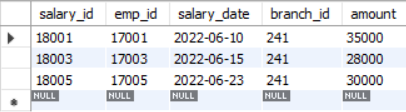 salary_id emp_id salary_date branch_id amount
18001 17001 2022-06-10 241 35000
18003 17003 2022-06-15 241 28000
18005 17005 2022-06-23 241 30000
NULL NULL NULL NULL NULL